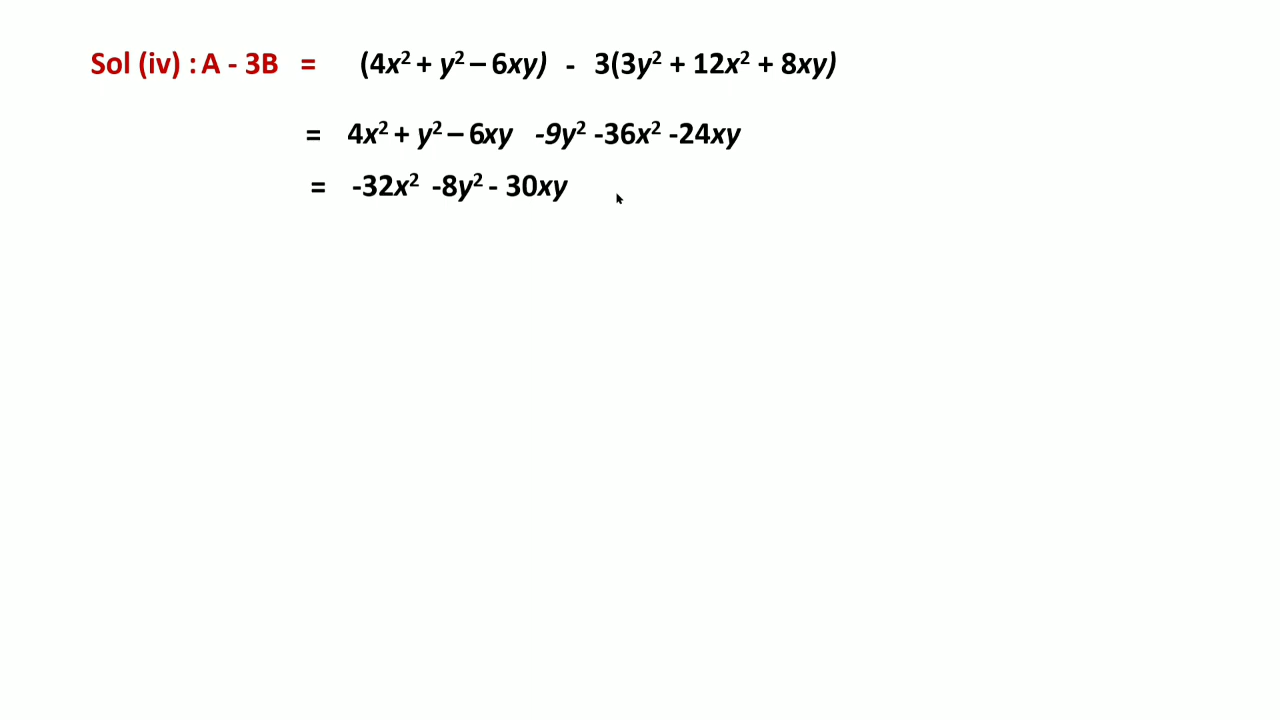 Sol (iv) : A - 3B = (4x² + y² – 6xy) - 3(3y² + 12x² + 8xy)
= 4x² + y² – 6xy -9y² -36x² -24xy
= -32x² -8y² - 30xy